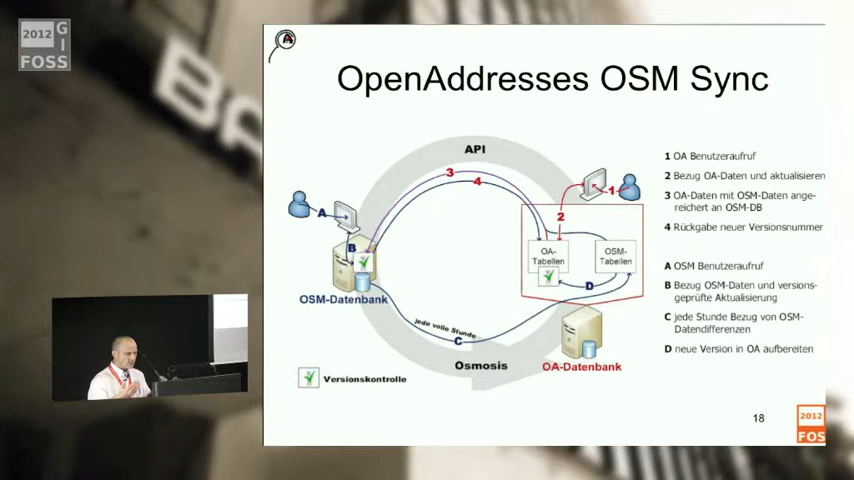 2012
GI
FOSS
BA
OpenAddresses OSM Sync
API
3
4
1
2
A
B
OA-
Tabellen
OSM-
Tabellen
D
OSM-Datenbank
jede volle Stunde
C
Osmosis
OA-Datenbank
Versionskontrolle
1 OA Benutzeraufruf
2 Bezug OA-Daten und aktualisieren
3 OA-Daten mit OSM-Daten ange-
reichert an OSM-DB
4 Rückgabe neuer Versionsnummer
A OSM Benutzeraufruf
B Bezug OSM-Daten und versions-
geprüfte Aktualisierung
C jede Stunde Bezug von OSM-
Datendifferenzen
D neue Version in OA aufbereiten
18
2012
FOS